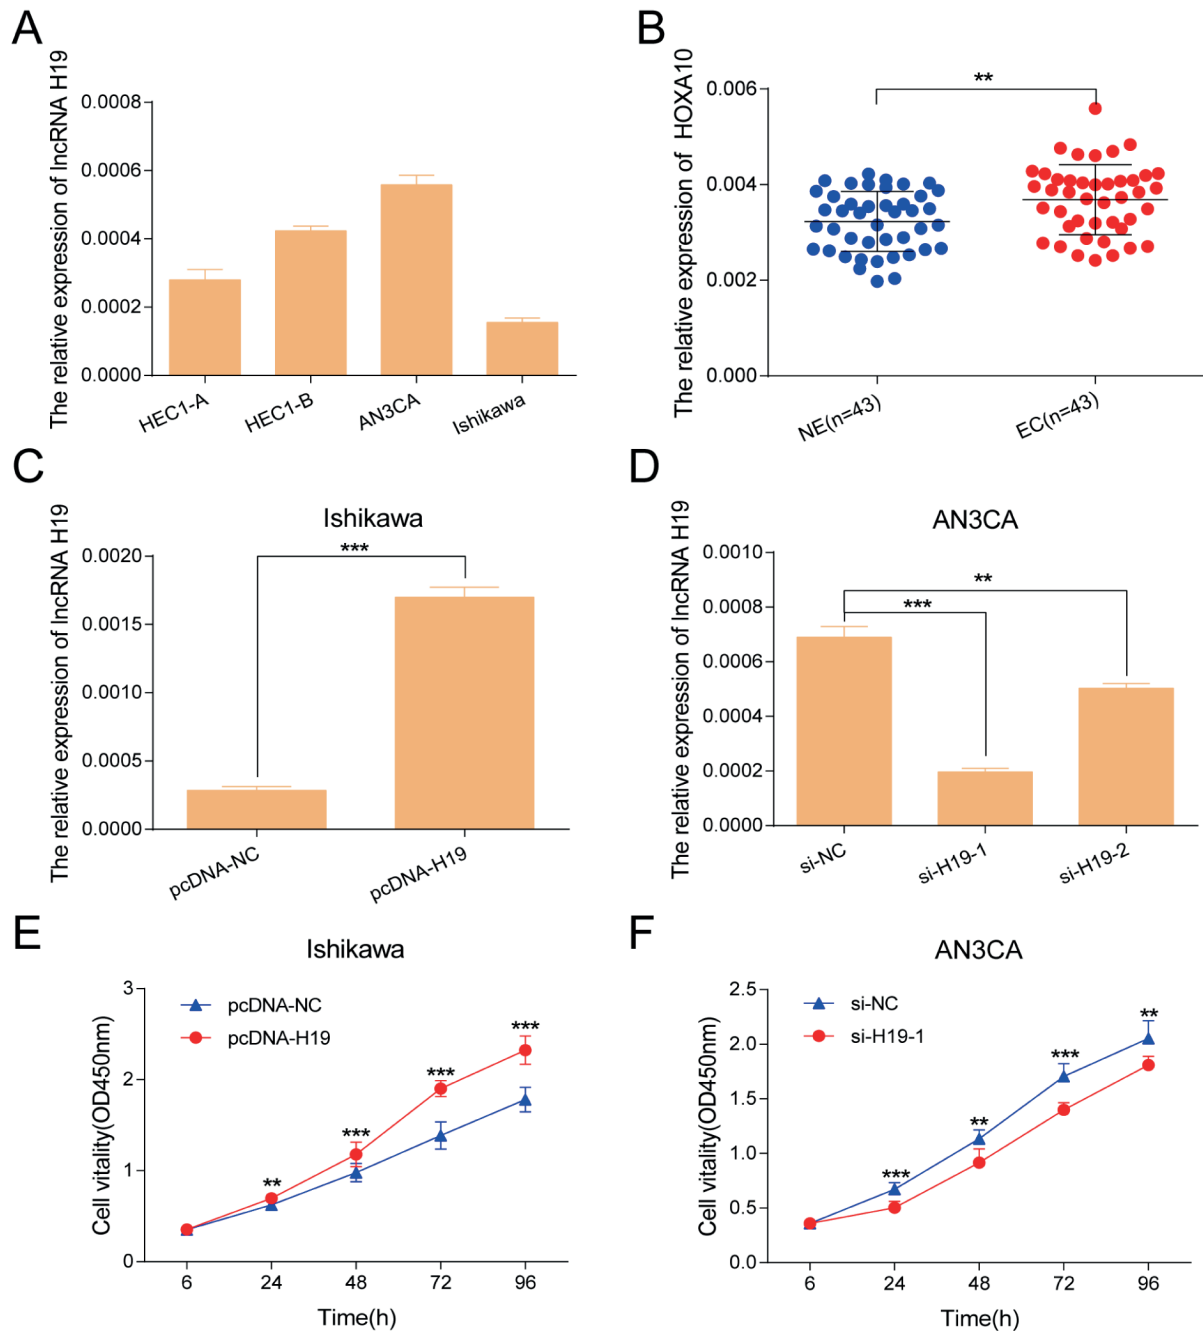 A
The relative expression of lncRNA H19
0.0008
0.0006
0.0004
0.0002
0.0000
HEC1-A
HEC1-B
AN3CA
Ishikawa
B
The relative expression of HOXA10
0.006
0.004
0.002
0.000
**
NE(n=43)
EC(n=43)
C
Ishikawa
The relative expression of lncRNA H19
0.0020
0.0015
0.0010
0.0005
0.0000
***
pcDNA-NC
pcDNA-H19
D
AN3CA
The relative expression of lncRNA H19
0.0010
0.0008
0.0006
0.0004
0.0002
0.0000
**
***
si-NC
si-H19-1
si-H19-2
E
Ishikawa
Cell vitality(OD450nm)
3
2
1
0
pcDNA-NC
pcDNA-H19
**
***
***
***
6 24 48 72 96
Time(h)
F
AN3CA
Cell vitality(OD450nm)
2.5
2.0
1.5
1.0
0.5
0.0
si-NC
si-H19-1
***
**
***
**
6 24 48 72 96
Time(h)